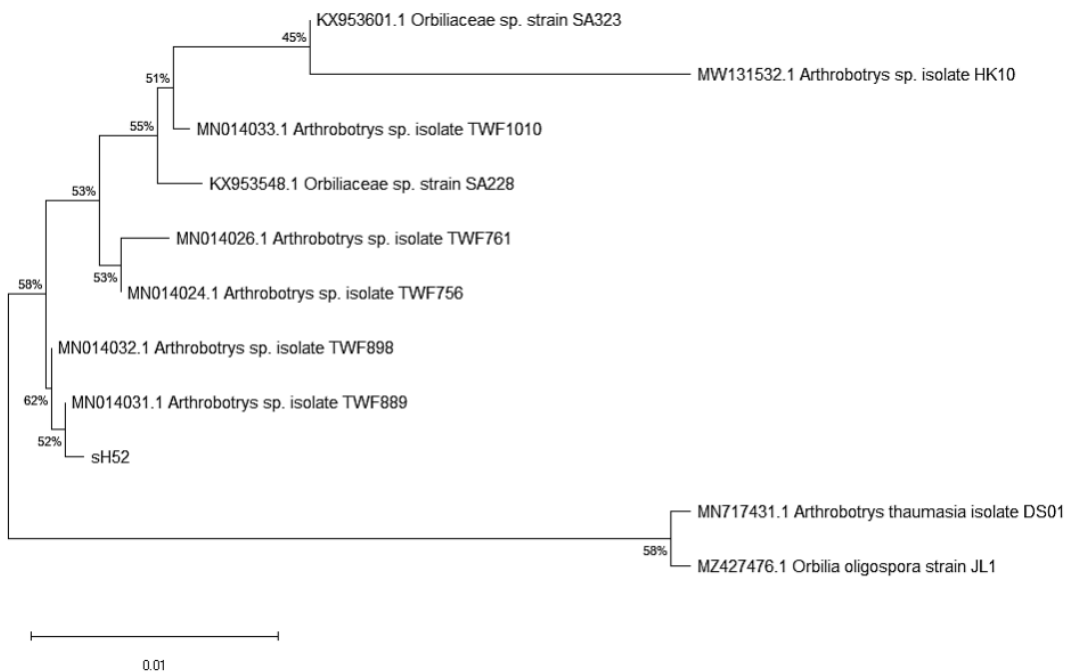 KX953601.1 Orbiliaceae sp. strain SA323
45%
MW131532.1 Arthrobotrys sp. isolate HK10
51%
MN014033.1 Arthrobotrys sp. isolate TWF1010
55%
KX953548.1 Orbiliaceae sp. strain SA228
53%
MN014026.1 Arthrobotrys sp. isolate TWF761
53%
MN014024.1 Arthrobotrys sp. isolate TWF756
58%
MN014032.1 Arthrobotrys sp. isolate TWF898
62%
MN014031.1 Arthrobotrys sp. isolate TWF889
52%
sH52
MN717431.1 Arthrobotrys thaumasia isolate DS01
58%
MZ427476.1 Orbilia oligospora strain JL1
0.01